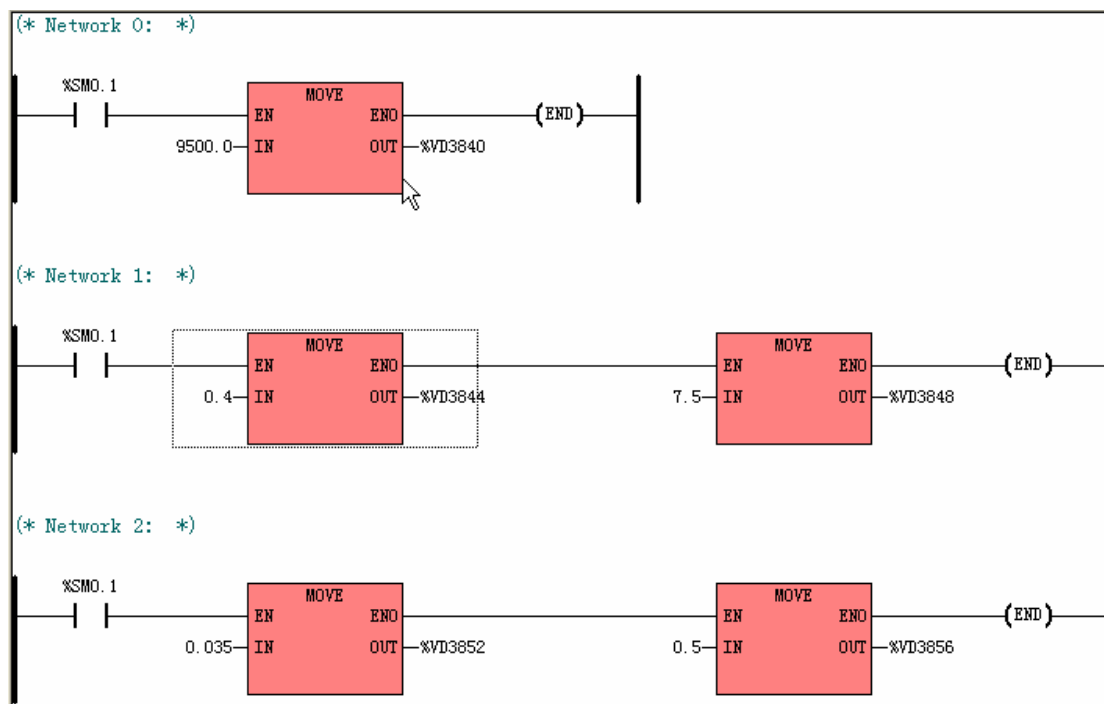 (* Network 0:  *)
%SM0.1
MOVE
EN ENO (END)
9500.0 IN OUT %VD3840
(* Network 1:  *)
%SM0.1
MOVE MOVE
EN ENO EN ENO (END)
0.4 IN OUT %VD3844 7.5 IN OUT %VD3848
(* Network 2:  *)
%SM0.1
MOVE MOVE
EN ENO EN ENO (END)
0.035 IN OUT %VD3852 0.5 IN OUT %VD3856